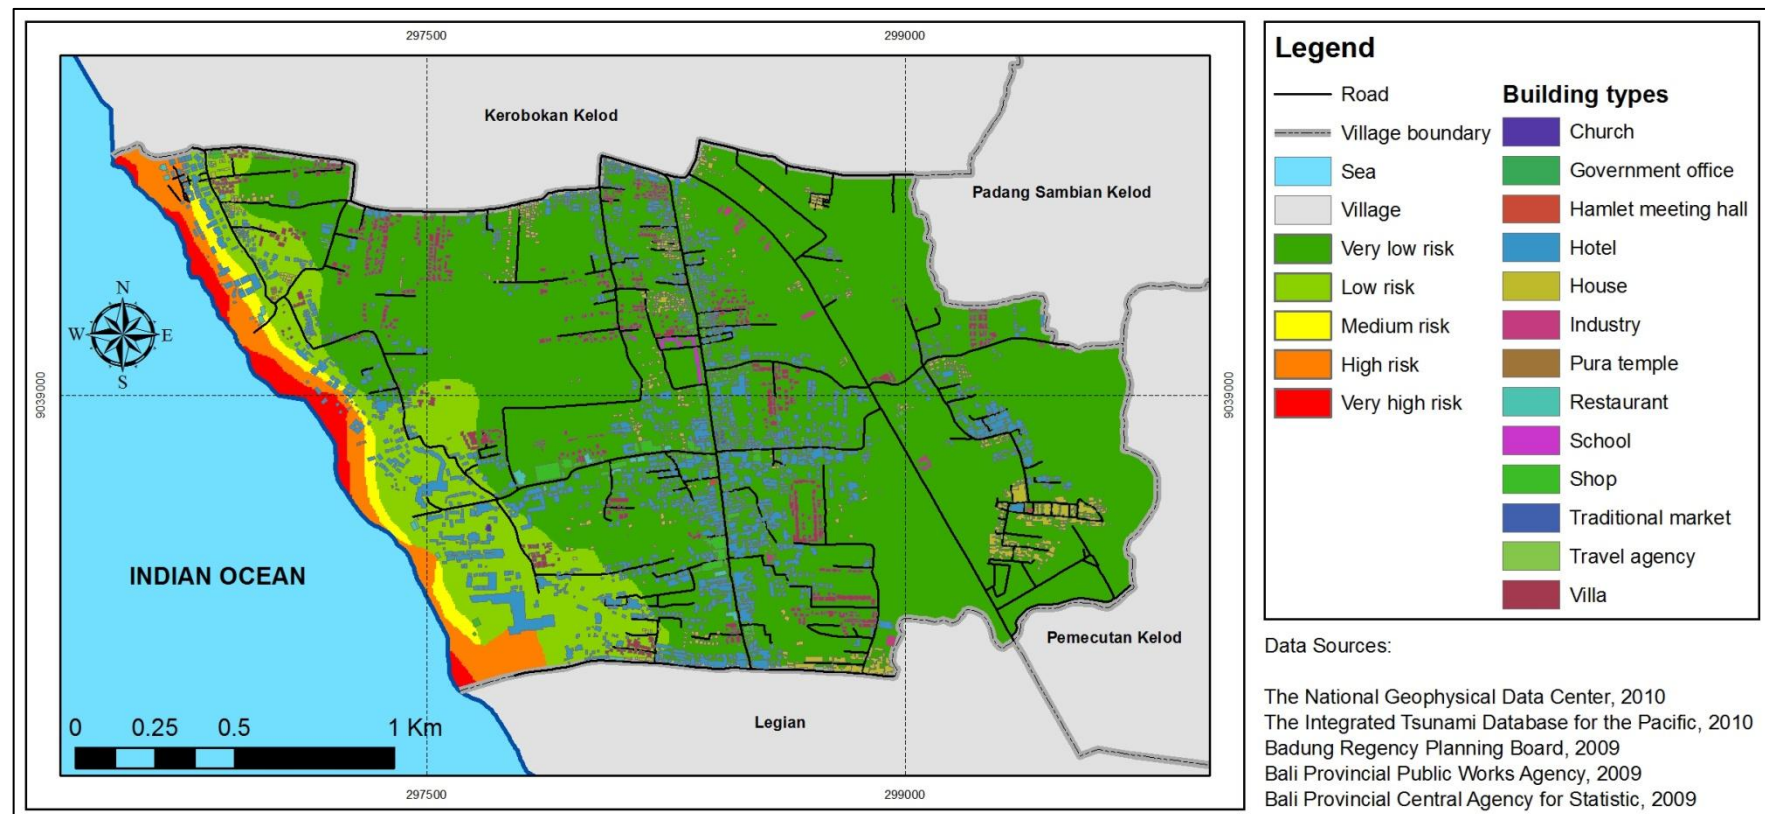 297500
299000
Kerobokan Kelod
Padang Sambian Kelod
N
W
E
S
9039000
9039000
INDIAN OCEAN
Pemecutan Kelod
Legian
0
0.25
0.5
1 Km
297500
299000
Legend
Road
Village boundary
Sea
Village
Very low risk
Low risk
Medium risk
High risk
Very high risk
Building types
Church
Government office
Hamlet meeting hall
Hotel
House
Industry
Pura temple
Restaurant
School
Shop
Traditional market
Travel agency
Villa
Data Sources:
The National Geophysical Data Center, 2010
The Integrated Tsunami Database for the Pacific, 2010
Badung Regency Planning Board, 2009
Bali Provincial Public Works Agency, 2009
Bali Provincial Central Agency for Statistic, 2009